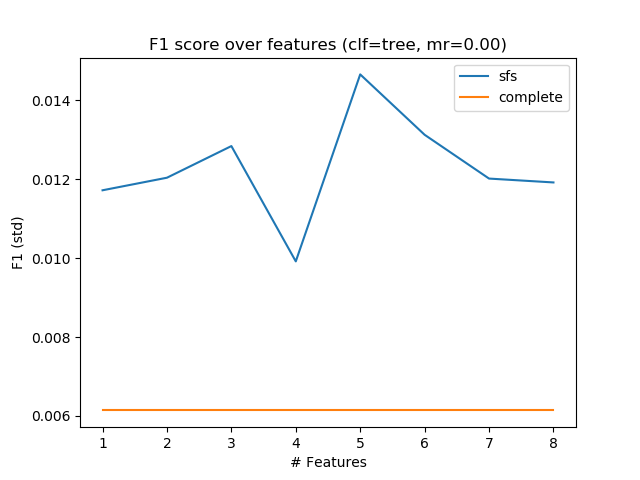 F1 score over features (clf=tree, mr=0.00)
sfs
complete
0.014
0.012
0.010
0.008
0.006
F1 (std)
1 2 3 4 5 6 7 8
# Features